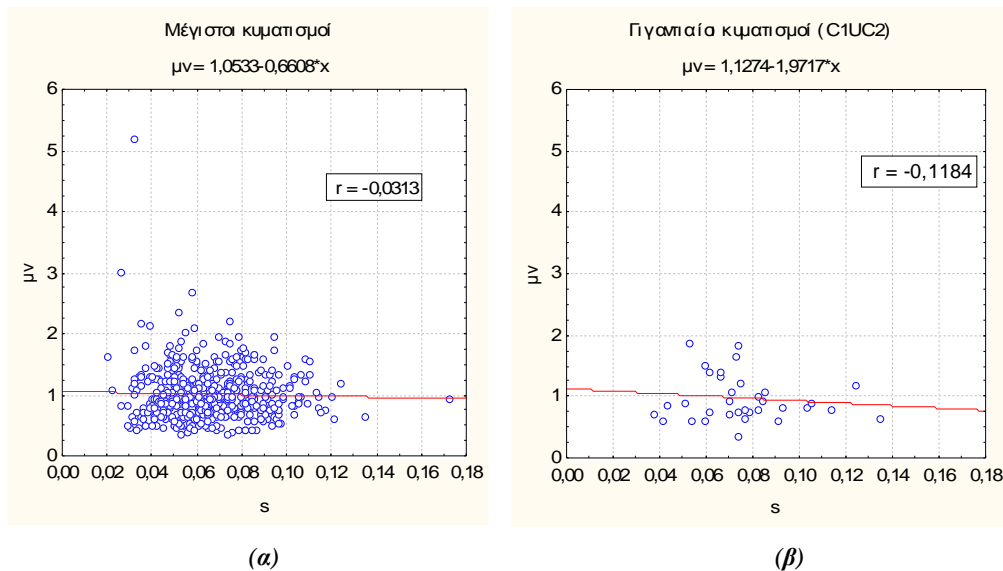 Μέγιστοι κυματισμοί
μν = 1,0533-0,6608*x
6
5
4
3
2
1
0
μν
r = -0,0313
0,00 0,02 0,04 0,06 0,08 0,10 0,12 0,14 0,16 0,18
s
(α)
Γιγαντιαίοι κυματισμοί (C1UC2)
μν = 1,1274-1,9717*x
6
5
4
3
2
1
0
μν
r = -0,1184
0,00 0,02 0,04 0,06 0,08 0,10 0,12 0,14 0,16 0,18
s
(β)